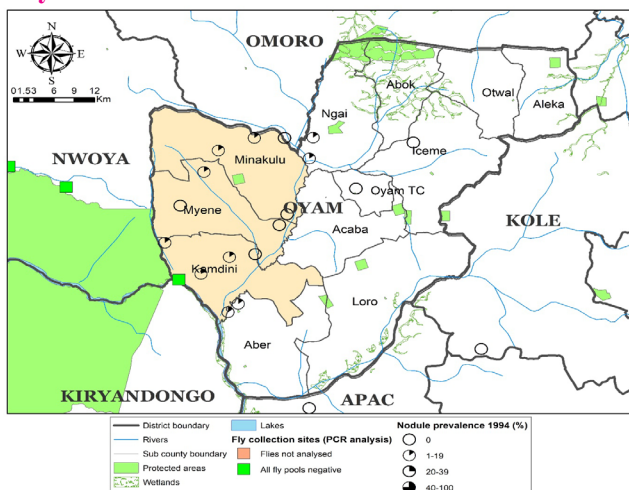 N
W E
S
0 1.53 6 9 12
Km
OMORO
NWOYA
Ngai
Abok
Otwal
Aleka
Minakulu
Iceme
Myene
OYAM
Oyam TC
Acaba
KOLE
Kamdini
Loro
Aber
KIRYANDONGO
APAC
District boundary
Rivers
Sub county boundary
Protected areas
Wetlands
Lakes
Fly collection sites (PCR analysis)
Flies not analysed
All fly pools negative
Nodule prevalence 1994 (%)
0
1-19
20-39
40-100